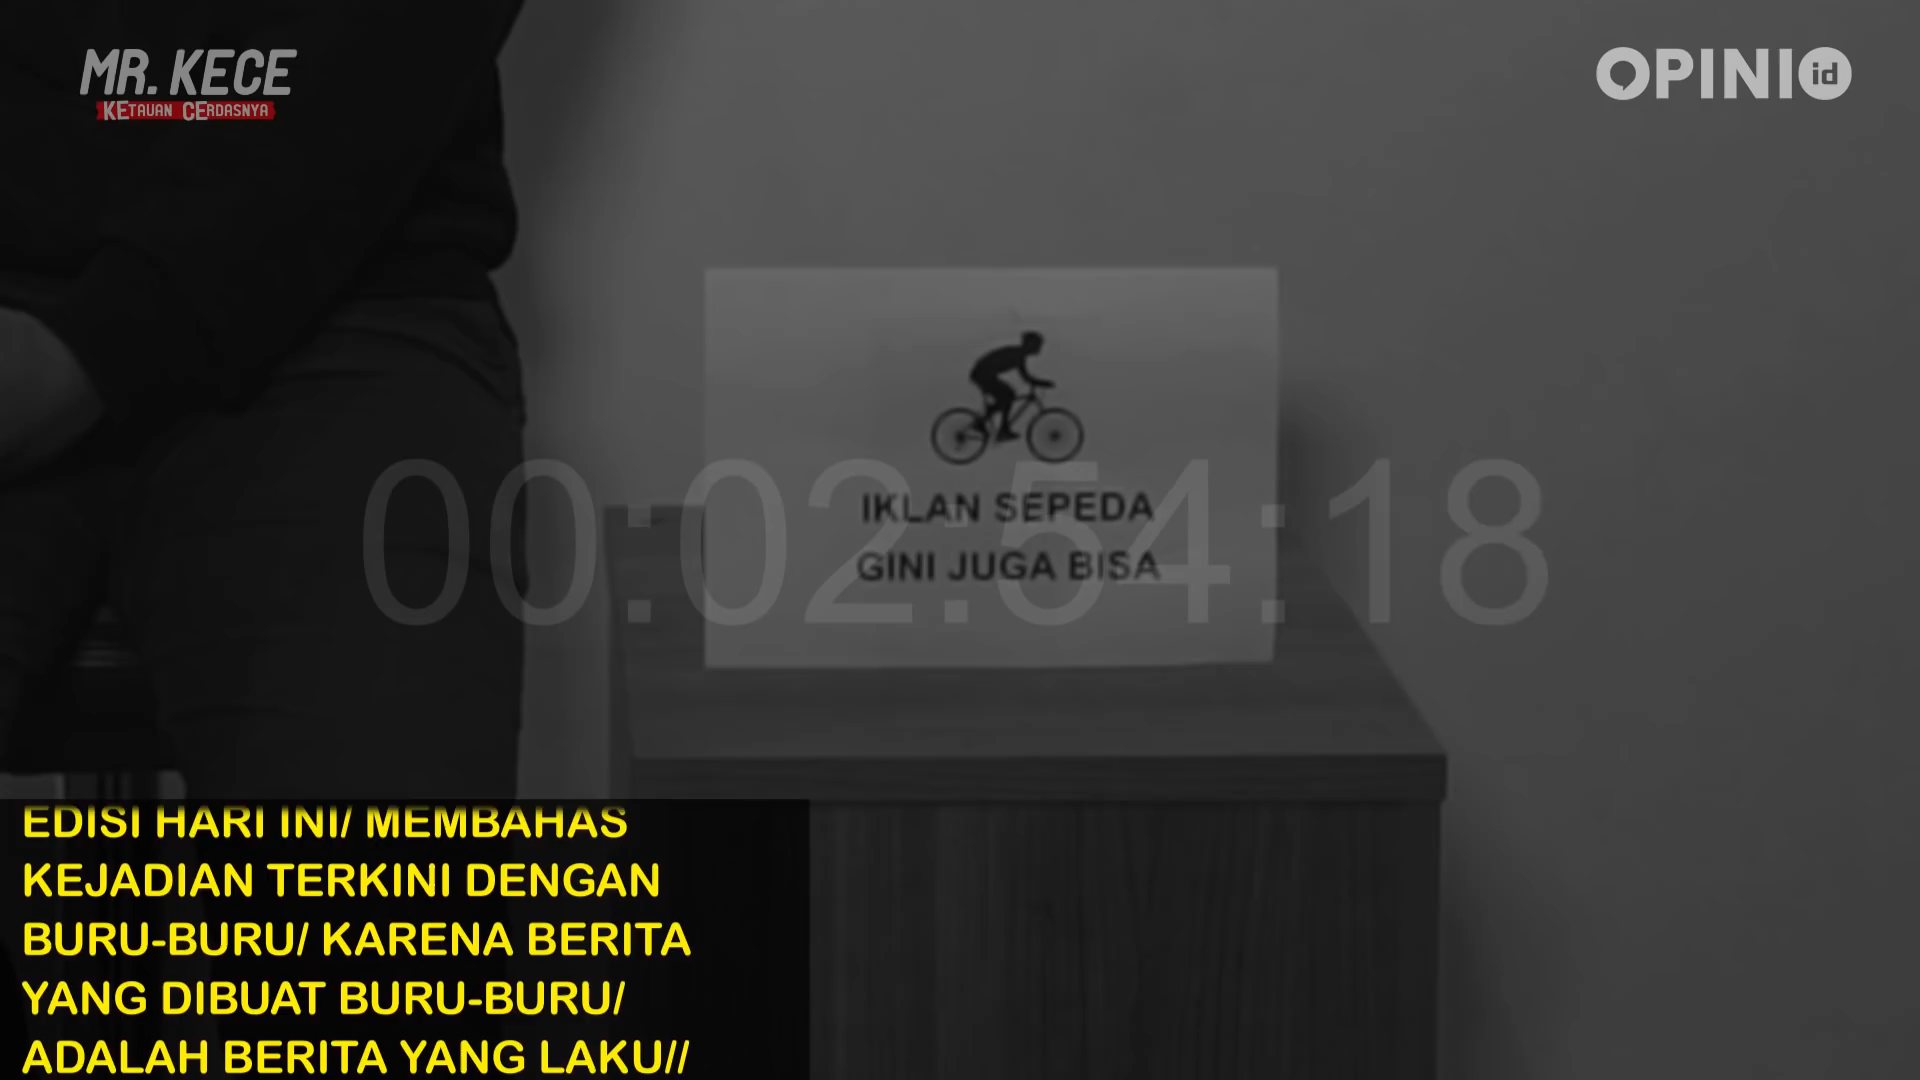 MR. KECE
KETAUAN CERDASNYA
OPINIO id
IKLAN SEPEDA
GINI JUGA BISA
00:02:54:18
EDISI HARI INI/ MEMBAHAS
KEJADIAN TERKINI DENGAN
BURU-BURU/ KARENA BERITA
YANG DIBUAT BURU-BURU/
ADALAH BERITA YANG LAKU//